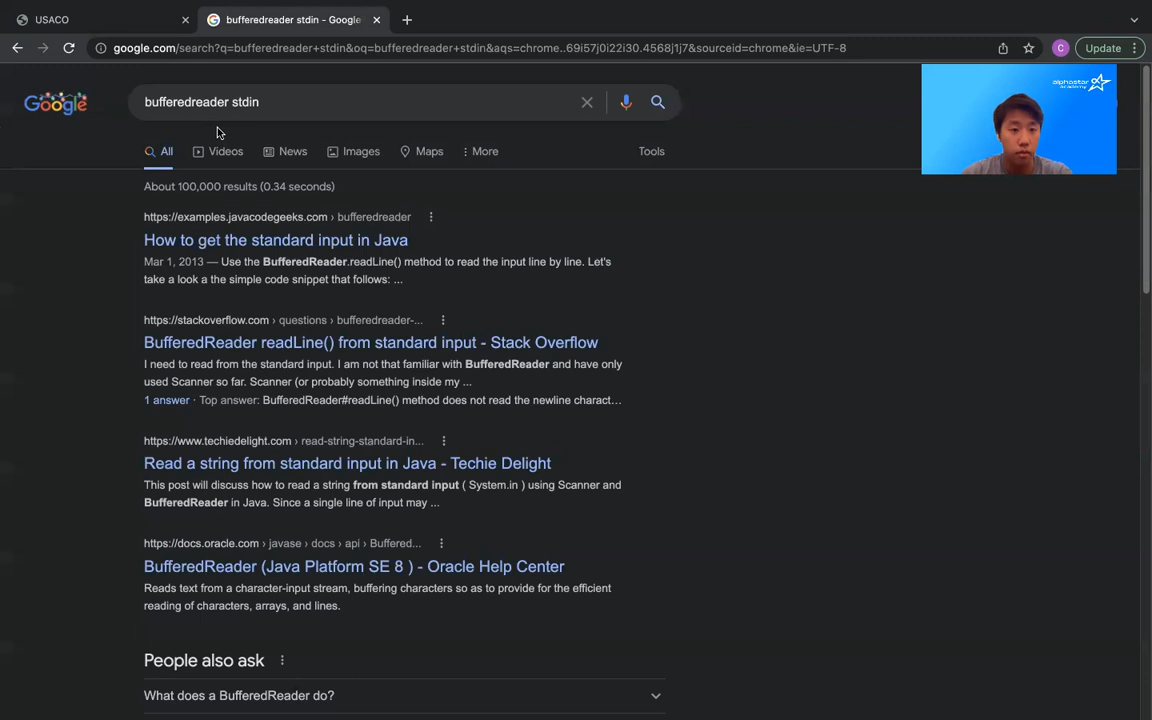 USACO
bufferedreader stdin - Google
google.com/search?q=bufferedreader+stdin&oq=bufferedreader+stdin&aqs=chrome..69i57j0i22i30.4568j1j7&sourceid=chrome&ie=UTF-8
C
Update
alphastar
academy
Google
bufferedreader stdin
All
Videos
News
Images
Maps
More
Tools
About 100,000 results (0.34 seconds)
https://examples.javacodegeeks.com › bufferedreader
How to get the standard input in Java
Mar 1, 2013 — Use the BufferedReader.readLine() method to read the input line by line. Let's
take a look a the simple code snippet that follows: ...
https://stackoverflow.com › questions › bufferedreader-...
BufferedReader readLine() from standard input - Stack Overflow
I need to read from the standard input. I am not that familiar with BufferedReader and have only
used Scanner so far. Scanner (or probably something inside my ...
1 answer · Top answer: BufferedReader#readLine() method does not read the newline charact...
https://www.techiedelight.com › read-string-standard-in...
Read a string from standard input in Java - Techie Delight
This post will discuss how to read a string from standard input ( System.in ) using Scanner and
BufferedReader in Java. Since a single line of input may ...
https://docs.oracle.com › javase › docs › api › Buffered...
BufferedReader (Java Platform SE 8 ) - Oracle Help Center
Reads text from a character-input stream, buffering characters so as to provide for the efficient
reading of characters, arrays, and lines.
People also ask
What does a BufferedReader do?